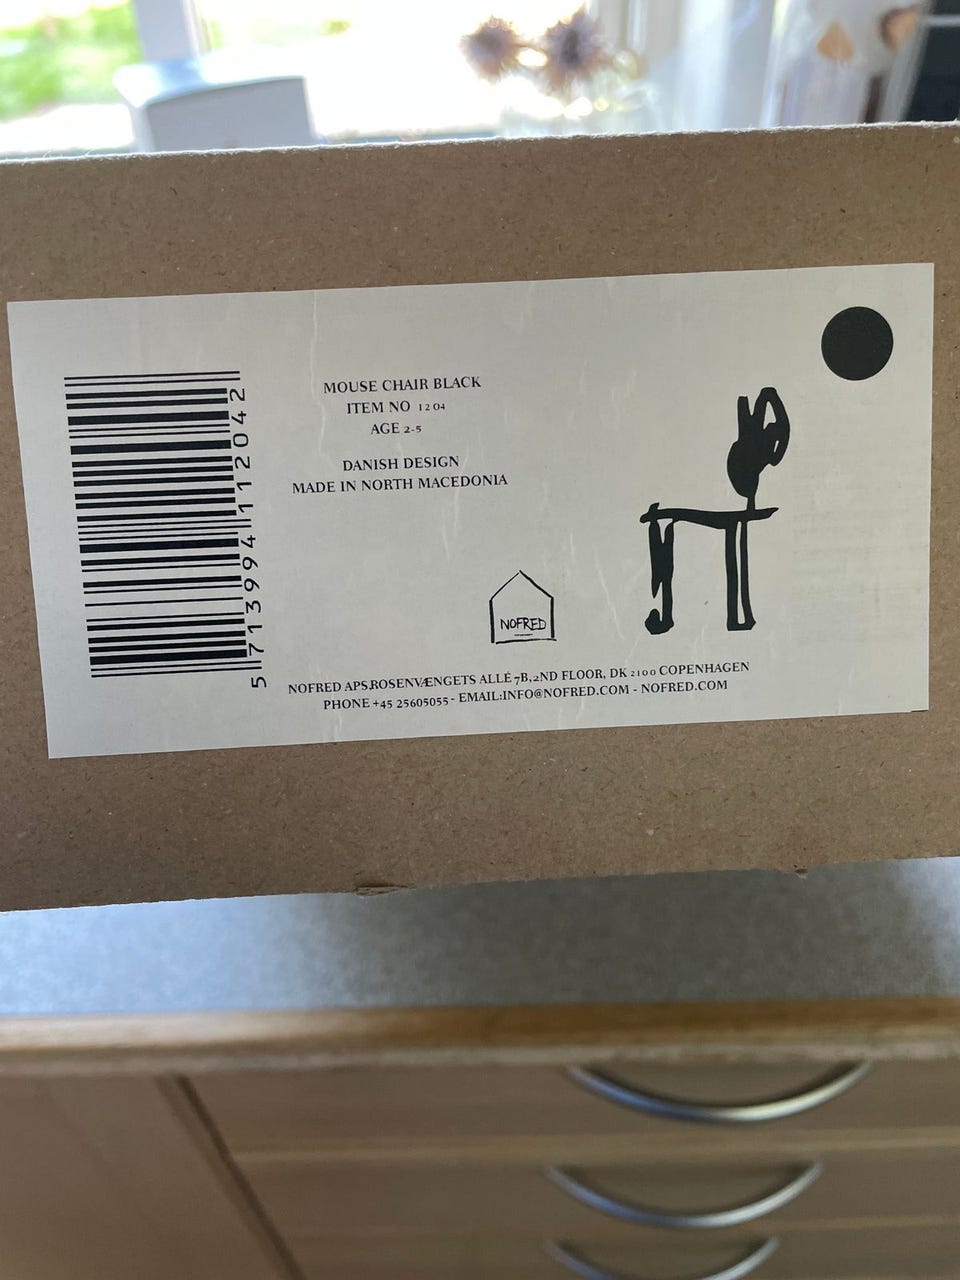 MOUSE CHAIR BLACK
ITEM NO 1204
AGE 2-5
DANISH DESIGN
MADE IN NORTH MACEDONIA
5 713994 112042
NOFRED
NOFRED APS.ROSENVÆNGETS ALLÉ 7B,2ND FLOOR, DK 2100 COPENHAGEN
PHONE +45 25605055 - EMAIL:INFO@NOFRED.COM - NOFRED.COM